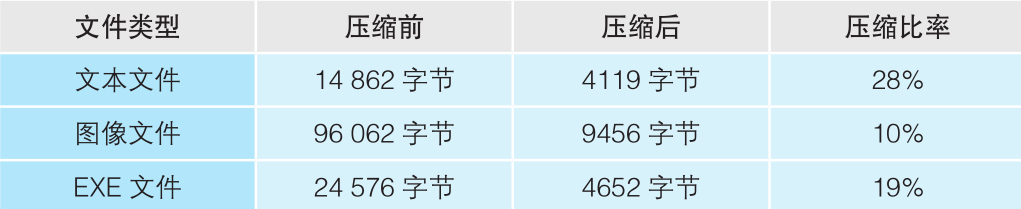 文件类型 压缩前 压缩后 压缩比率
文本文件 14 862 字节 4119 字节 28%
图像文件 96 062 字节 9456 字节 10%
EXE 文件 24 576 字节 4652 字节 19%